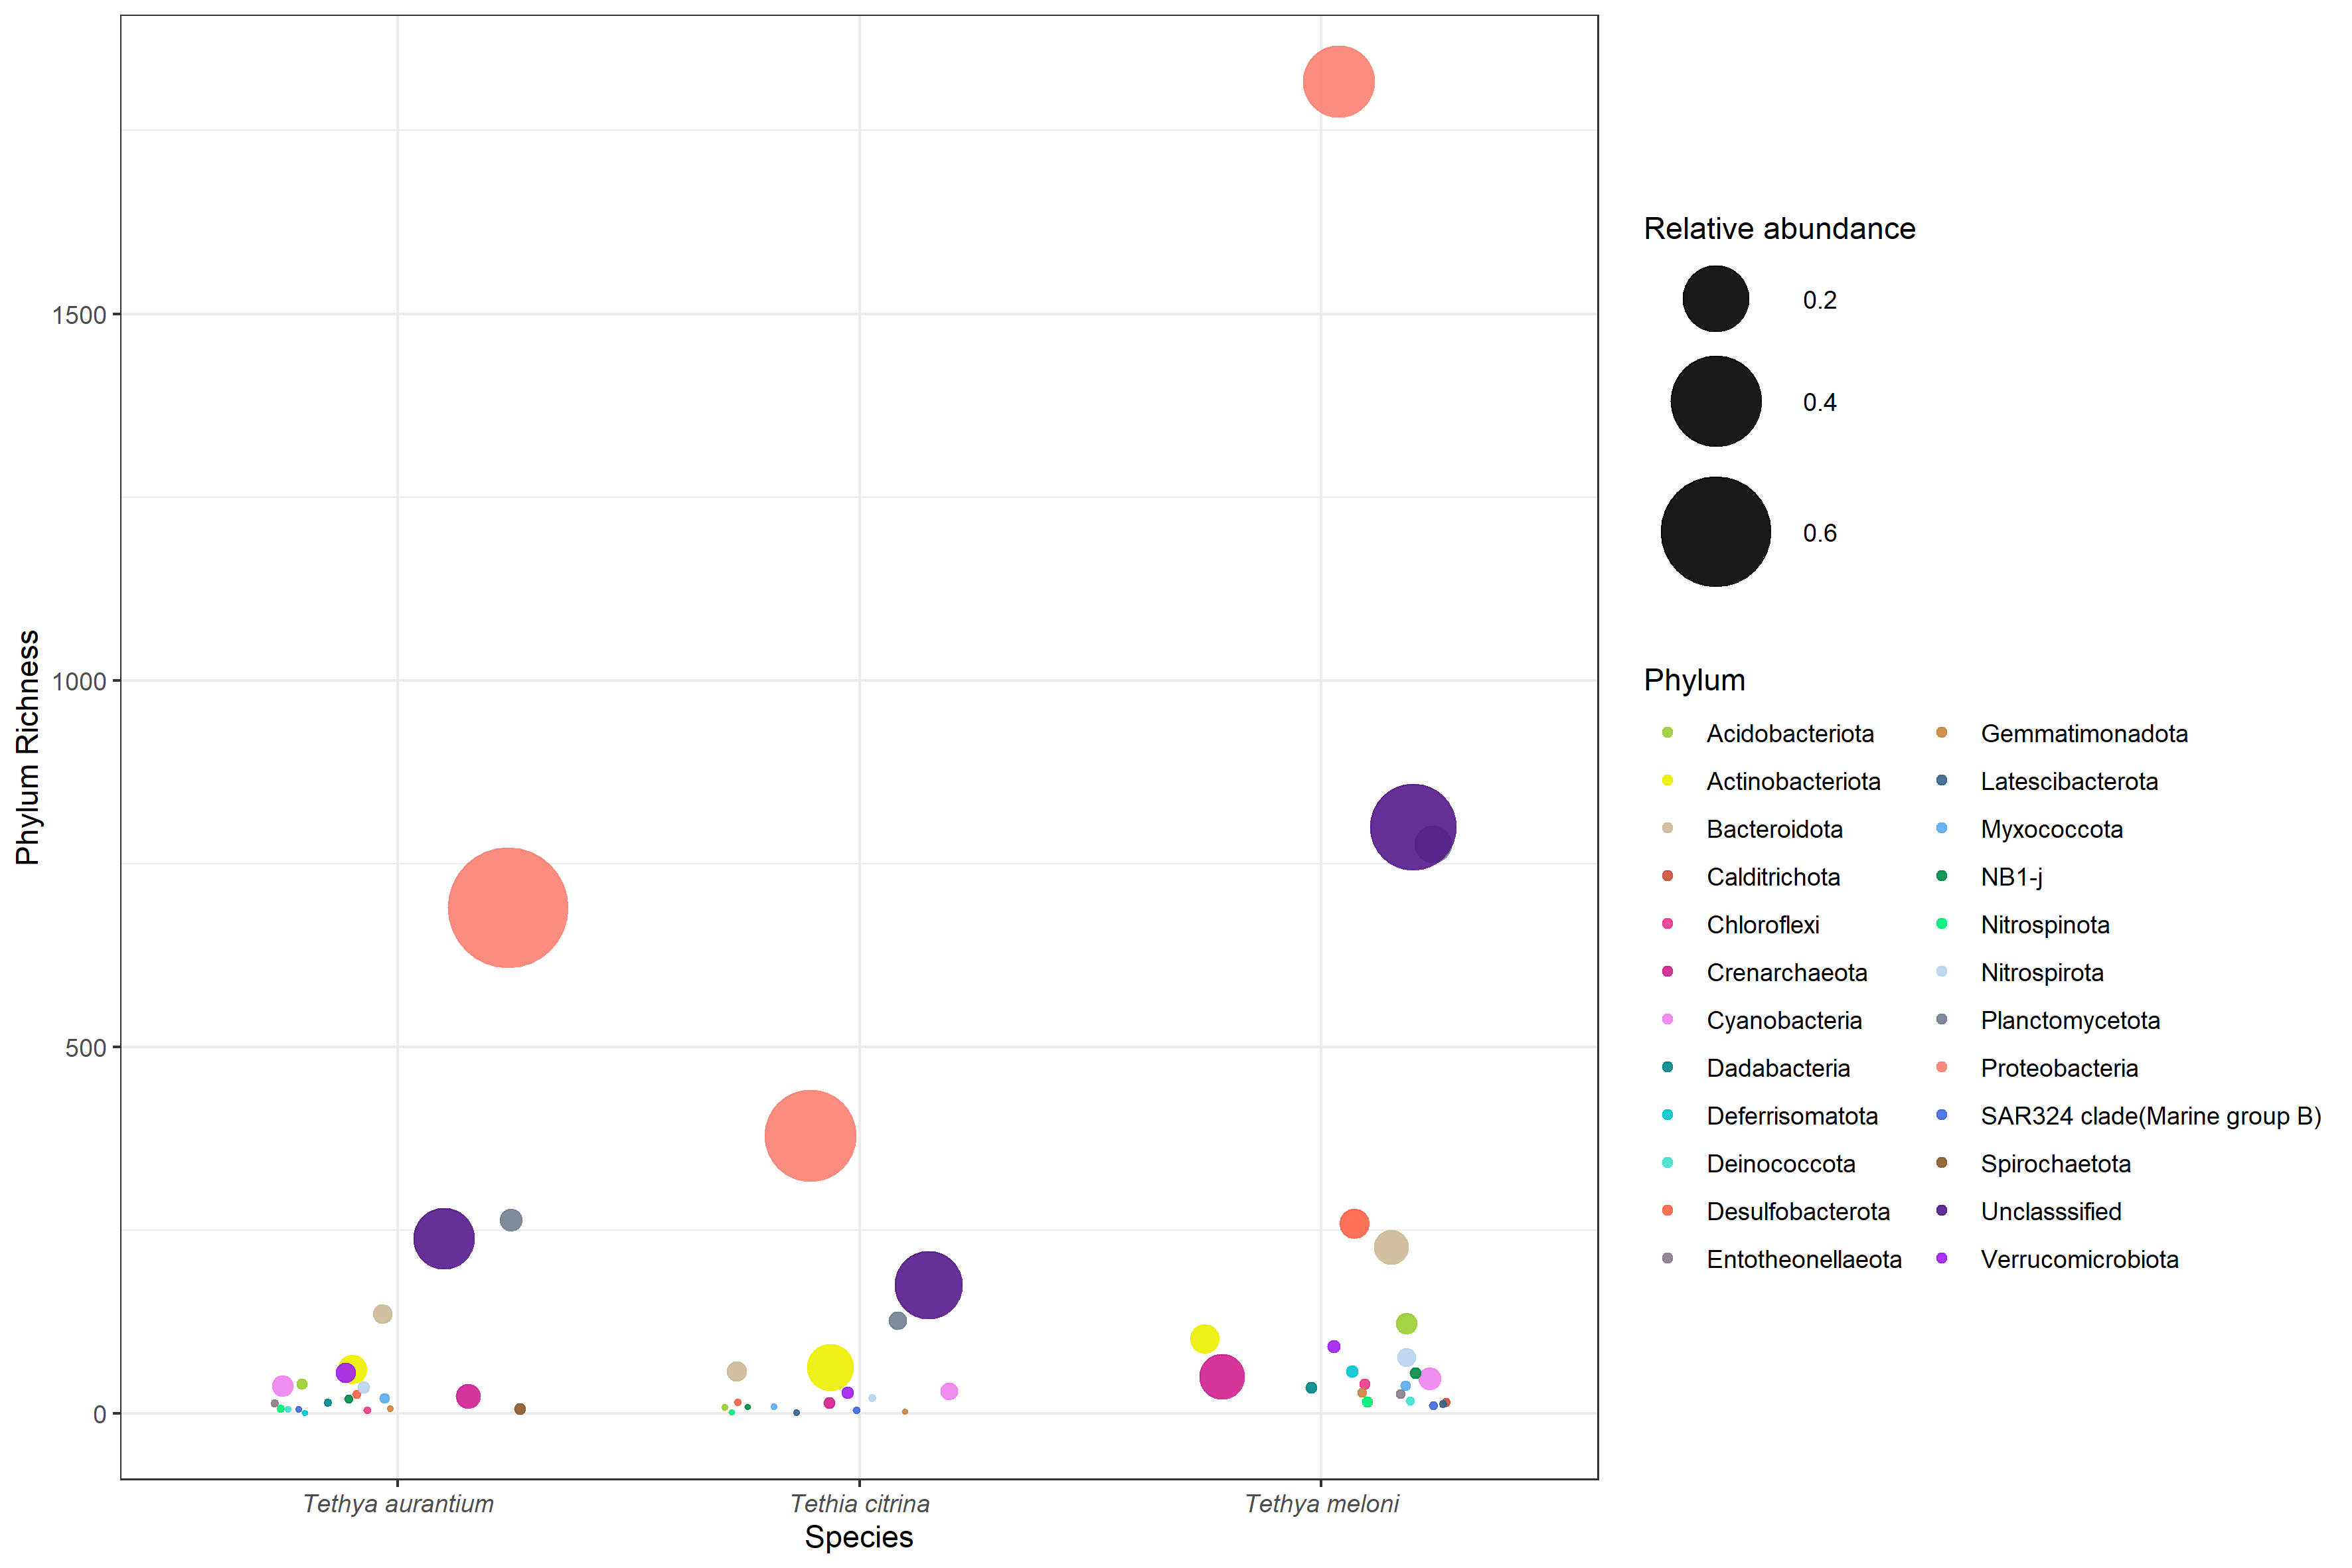 Phylum Richness
1500
1000
500
0
Tethya aurantium
Tethia citrina
Tethya meloni
Species
Relative abundance
0.2
0.4
0.6
Phylum
Acidobacteriota
Actinobacteriota
Bacteroidota
Calditrichota
Chloroflexi
Crenarchaeota
Cyanobacteria
Dadabacteria
Deferrisomatota
Deinococcota
Desulfobacterota
Entotheonellaeota
Gemmatimonadota
Latescibacterota
Myxococcota
NB1-j
Nitrospinota
Nitrospirota
Planctomycetota
Proteobacteria
SAR324 clade(Marine group B)
Spirochaetota
Unclasssified
Verrucomicrobiota